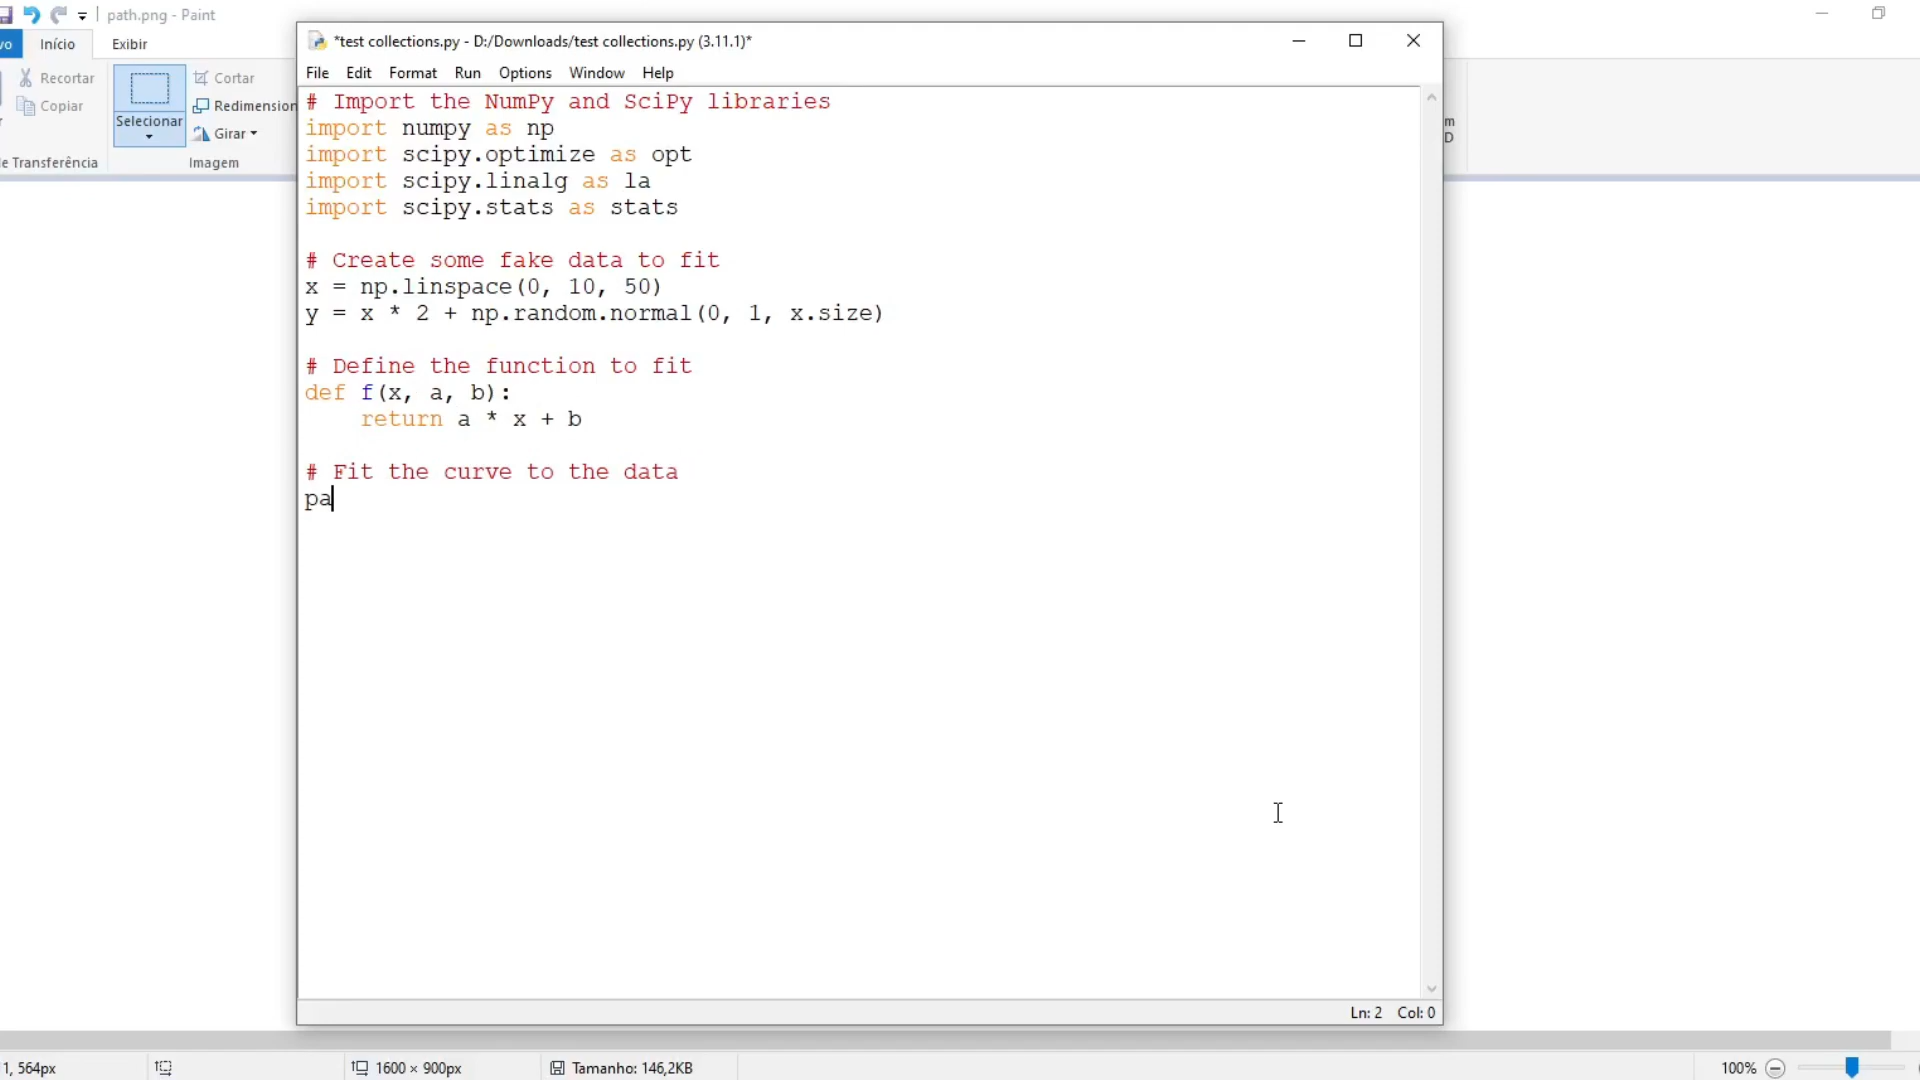 path.png - Paint
vo Início Exibir
Recortar
Copiar
Selecionar
Cortar
Redimension
Girar
e Transferência
Imagem
m
D
*test collections.py - D:/Downloads/test collections.py (3.11.1)*
File Edit Format Run Options Window Help
# Import the NumPy and SciPy libraries
import numpy as np
import scipy.optimize as opt
import scipy.linalg as la
import scipy.stats as stats
# Create some fake data to fit
x = np.linspace(0, 10, 50)
y = x * 2 + np.random.normal(0, 1, x.size)
# Define the function to fit
def f(x, a, b):
    return a * x + b
# Fit the curve to the data
pa
Ln: 2 Col: 0
1, 564px
1600 × 900px
Tamanho: 146,2KB
100%